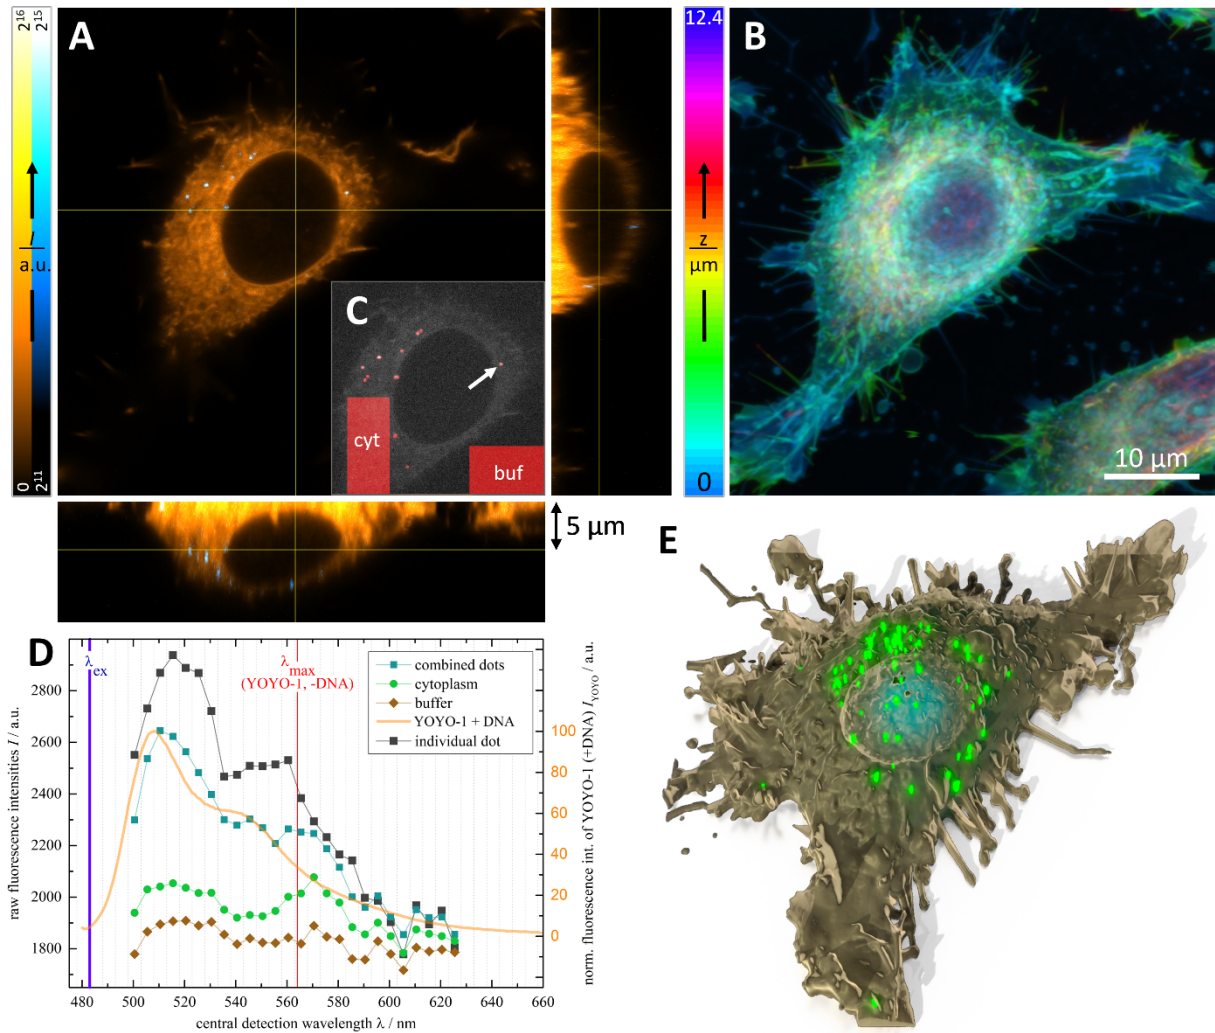 2^16
2^15
I
a.u.
0
2^11
A
C
cyt
buf
5 µm
12.4
z
µm
0
B
10 µm
D
λex
λmax
(YOYO-1, -DNA)
combined dots
cytoplasm
buffer
YOYO-1 + DNA
individual dot
raw fluorescence intensities I / a.u.
2800
2600
2400
2200
2000
1800
100
80
60
40
20
0
norm. fluorescence int. of YOYO-1 (+DNA) IYOYO / a.u.
480 500 520 540 560 580 600 620 640 660
central detection wavelength λ / nm
E